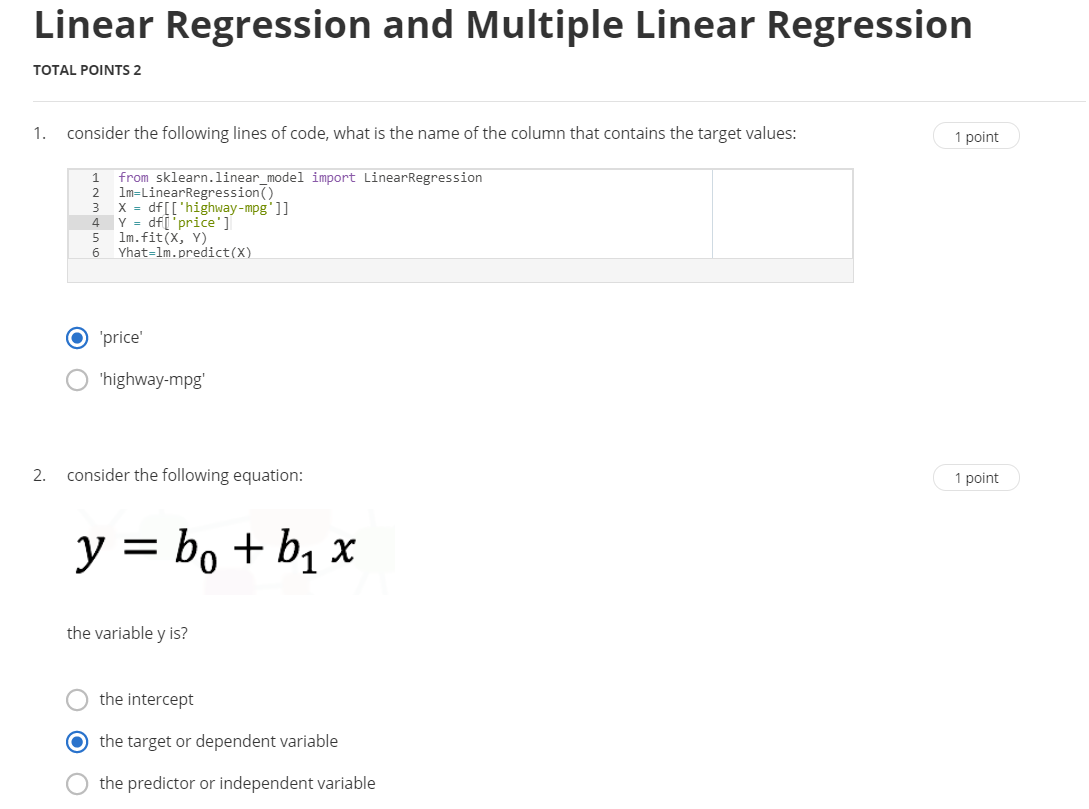 Linear Regression and Multiple Linear Regression
TOTAL POINTS 2
1. consider the following lines of code, what is the name of the column that contains the target values:
1 point
1 from sklearn.linear_model import LinearRegression
2 lm=LinearRegression()
3 X = df[['highway-mpg']]
4 Y = df['price']
5 lm.fit(X, Y)
6 Yhat=lm.predict(X)
'price'
'highway-mpg'
2. consider the following equation:
1 point
y = b₀ + b₁ x
the variable y is?
the intercept
the target or dependent variable
the predictor or independent variable